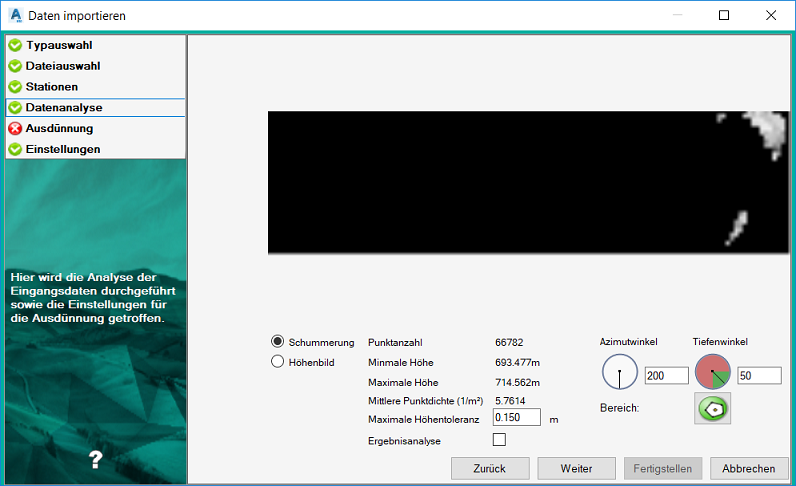 Daten importieren
Typauswahl
Dateiauswahl
Stationen
Datenanalyse
Ausdünnung
Einstellungen
Hier wird die Analyse der
Eingangsdaten durchgeführt
sowie die Einstellungen für
die Ausdünnung getroffen.
?
Schummerung
Höhenbild
Punktanzahl 66782
Minmale Höhe 693.477m
Maximale Höhe 714.562m
Mittlere Punktdichte (1/m²) 5.7614
Maximale Höhentoleranz 0.150 m
Ergebnisanalyse
Azimutwinkel Tiefenwinkel
200 50
Bereich:
Zurück Weiter Fertigstellen Abbrechen